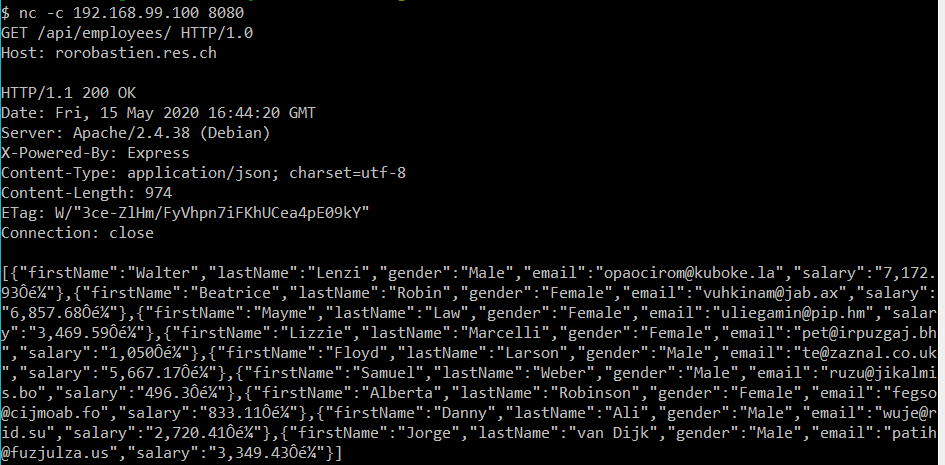 $ nc -c 192.168.99.100 8080
GET /api/employees/ HTTP/1.0
Host: rorobastien.res.ch

HTTP/1.1 200 OK
Date: Fri, 15 May 2020 16:44:20 GMT
Server: Apache/2.4.38 (Debian)
X-Powered-By: Express
Content-Type: application/json; charset=utf-8
Content-Length: 974
ETag: W/"3ce-ZlHm/FyVhpn7iFKhUCea4pE09kY"
Connection: close

[{"firstName":"Walter","lastName":"Lenzi","gender":"Male","email":"opaocirom@kuboke.la","salary":"7,172.
93Ôé¼"},{"firstName":"Beatrice","lastName":"Robin","gender":"Female","email":"vuhkinam@jab.ax","salary":
"6,857.68Ôé¼"},{"firstName":"Mayme","lastName":"Law","gender":"Female","email":"uliegamin@pip.hm","salar
y":"3,469.59Ôé¼"},{"firstName":"Lizzie","lastName":"Marcelli","gender":"Female","email":"pet@irpuzgaj.bh
","salary":"1,050Ôé¼"},{"firstName":"Floyd","lastName":"Larson","gender":"Male","email":"te@zaznal.co.uk
","salary":"5,667.17Ôé¼"},{"firstName":"Samuel","lastName":"Weber","gender":"Male","email":"ruzu@jikalmi
s.bo","salary":"496.3Ôé¼"},{"firstName":"Alberta","lastName":"Robinson","gender":"Female","email":"fegso
@cijmoab.fo","salary":"833.11Ôé¼"},{"firstName":"Danny","lastName":"Ali","gender":"Male","email":"wuje@r
id.su","salary":"2,720.41Ôé¼"},{"firstName":"Jorge","lastName":"van Dijk","gender":"Male","email":"patih
@fuzjulza.us","salary":"3,349.43Ôé¼"}]